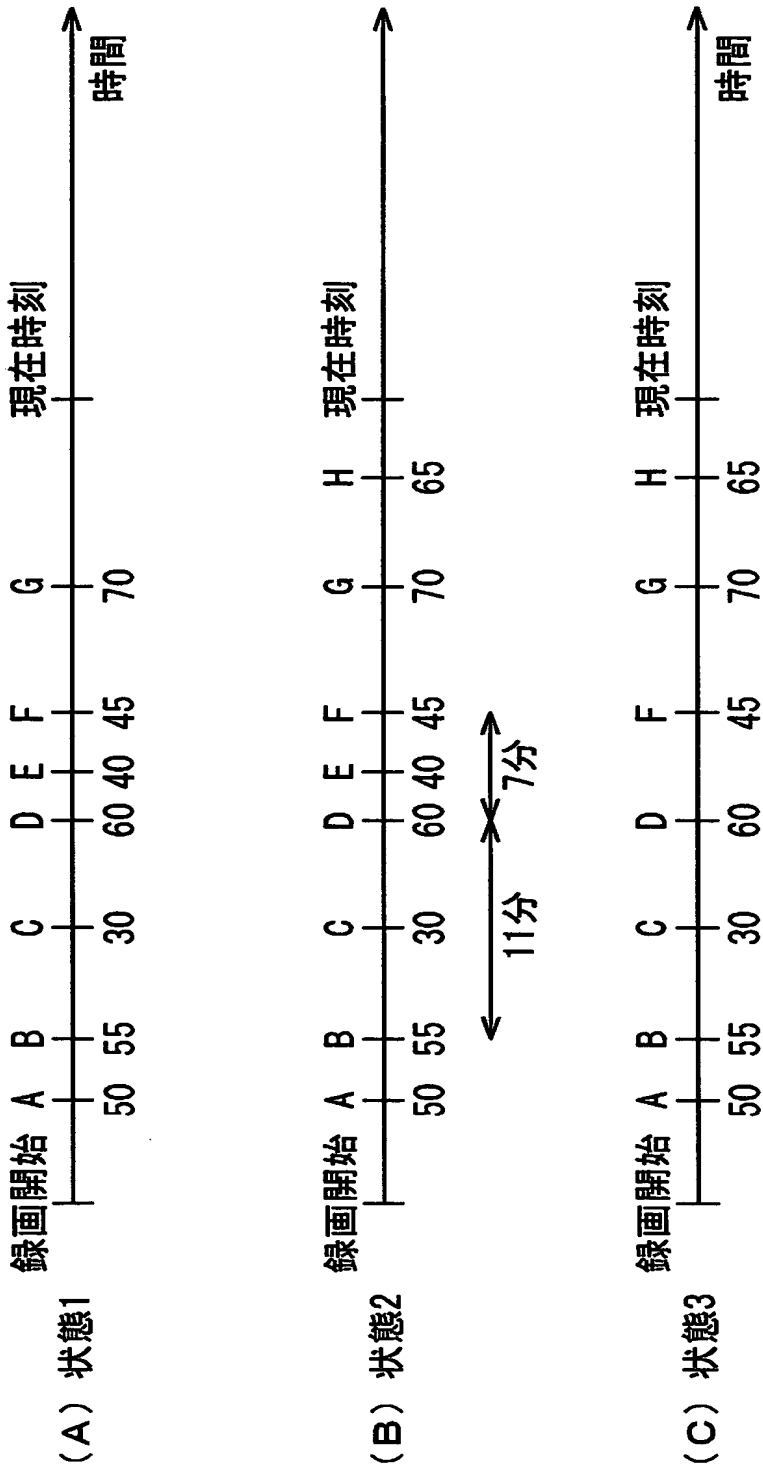 (A) 状態1
録画開始 A B C D E F G 現在時刻
50 55 30 60 40 45 70
時間
(B) 状態2
録画開始 A B C D E F G H 現在時刻
50 55 30 60 40 45 70 65
11分 7分
(C) 状態3
録画開始 A B C D F G H 現在時刻
50 55 30 60 45 70 65
時間